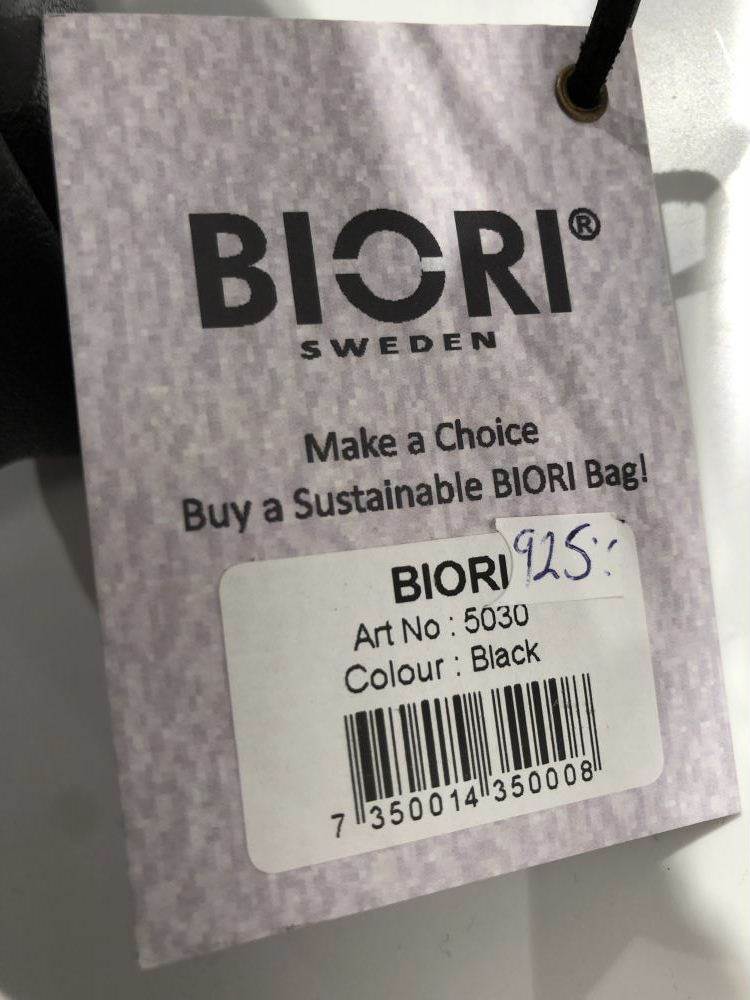 BIORI®
SWEDEN
Make a Choice
Buy a Sustainable BIORI Bag!
BIORI 925:-
Art No : 5030
Colour : Black
7 350014 350008